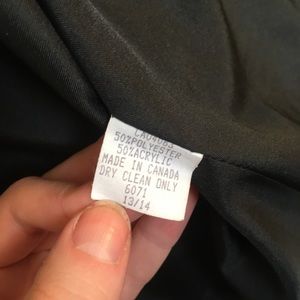 50%POLYESTER
50%ACRYLIC
MADE IN CANADA
DRY CLEAN ONLY
6071
13/14